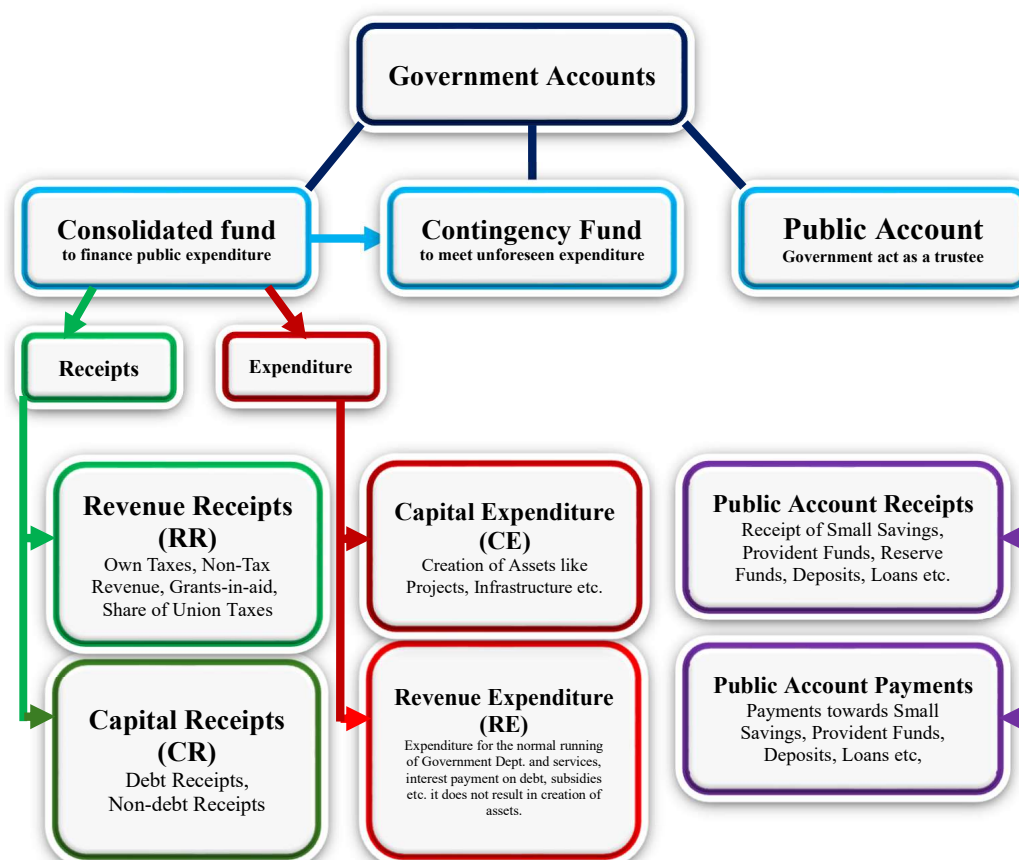 Government Accounts
Consolidated fund
to finance public expenditure
Contingency Fund
to meet unforeseen expenditure
Public Account
Government act as a trustee
Receipts
Expenditure
Revenue Receipts
(RR)
Own Taxes, Non-Tax
Revenue, Grants-in-aid,
Share of Union Taxes
Capital Expenditure
(CE)
Creation of Assets like
Projects, Infrastructure etc.
Public Account Receipts
Receipt of Small Savings,
Provident Funds, Reserve
Funds, Deposits, Loans etc.
Capital Receipts
(CR)
Debt Receipts,
Non-debt Receipts
Revenue Expenditure
(RE)
Expenditure for the normal running
of Government Dept. and services,
interest payment on debt, subsidies
etc. it does not result in creation of
assets.
Public Account Payments
Payments towards Small
Savings, Provident Funds,
Deposits, Loans etc,